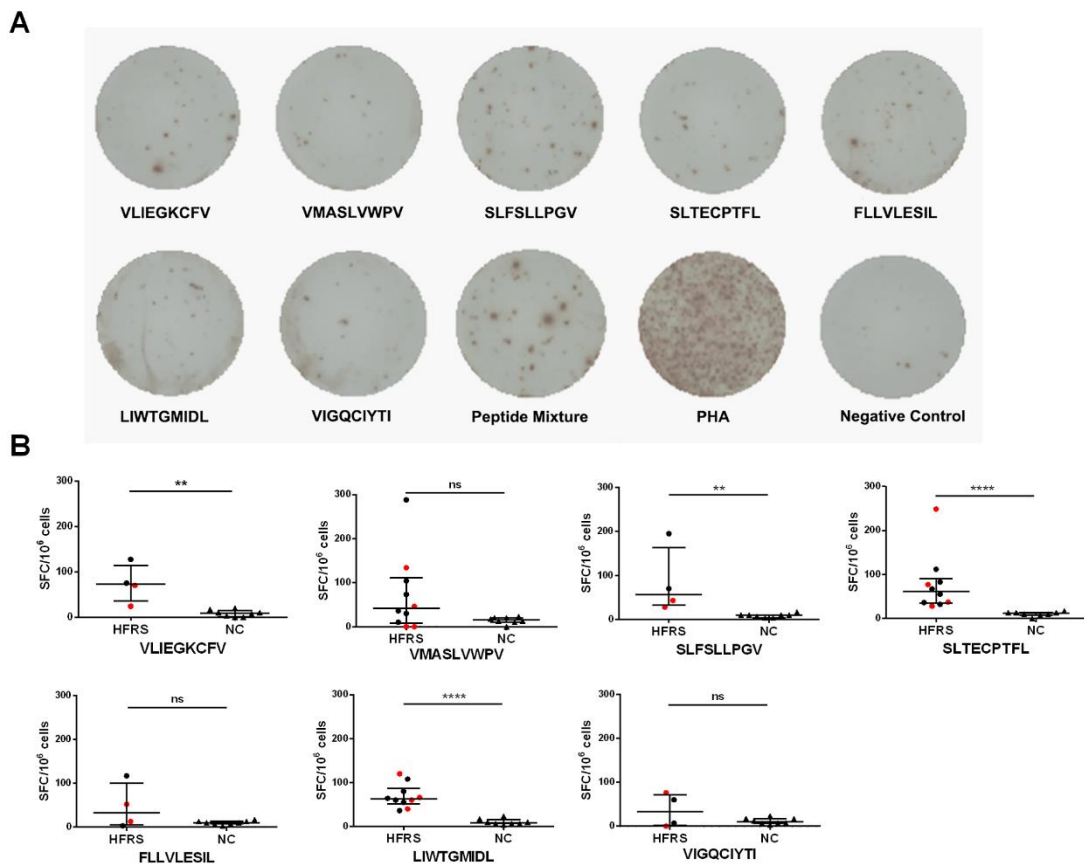 A
VLIEGKCFV VMASLVWPV SLFSLLPGV SLTECPTFL FLLVLESIL
LIWTGMIDL VIGQCIYTI Peptide Mixture PHA Negative Control
B
SFC/10⁶ cells
300
200
100
0
**
HFRS NC
VLIEGKCFV
SFC/10⁶ cells
300
200
100
0
ns
HFRS NC
VMASLVWPV
SFC/10⁶ cells
300
200
100
0
**
HFRS NC
SLFSLLPGV
SFC/10⁶ cells
300
200
100
0
****
HFRS NC
SLTECPTFL
SFC/10⁶ cells
300
200
100
0
ns
HFRS NC
FLLVLESIL
SFC/10⁶ cells
300
200
100
0
****
HFRS NC
LIWTGMIDL
SFC/10⁶ cells
300
200
100
0
ns
HFRS NC
VIGQCIYTI